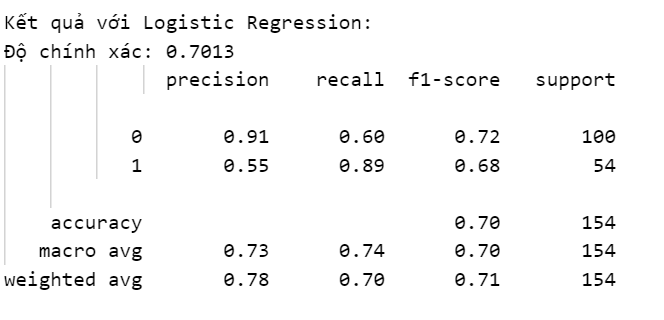 Kết quả với Logistic Regression:
Độ chính xác: 0.7013
precision recall f1-score support
0 0.91 0.60 0.72 100
1 0.55 0.89 0.68 54
accuracy 0.70 154
macro avg 0.73 0.74 0.70 154
weighted avg 0.78 0.70 0.71 154